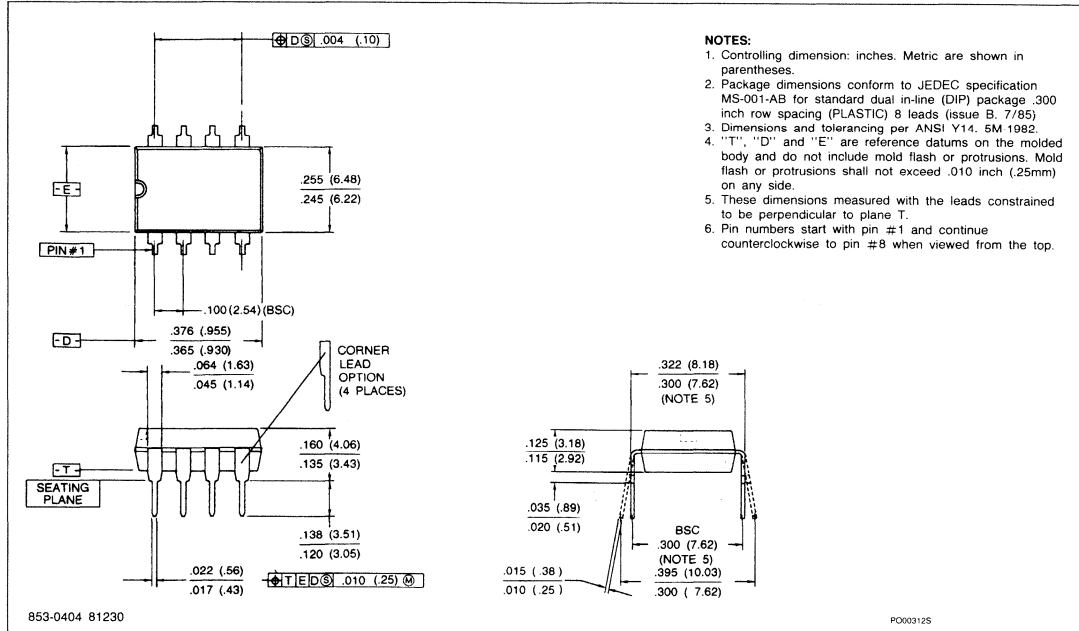 ⌖ D Ⓢ .004 (.10)
NOTES:
1. Controlling dimension: inches. Metric are shown in
parentheses.
2. Package dimensions conform to JEDEC specification
MS-001-AB for standard dual in-line (DIP) package .300
inch row spacing (PLASTIC) 8 leads (issue B. 7/85)
3. Dimensions and tolerancing per ANSI Y14. 5M-1982.
4. "T", "D" and "E" are reference datums on the molded
body and do not include mold flash or protrusions. Mold
flash or protrusions shall not exceed .010 inch (.25mm)
on any side.
5. These dimensions measured with the leads constrained
to be perpendicular to plane T.
6. Pin numbers start with pin #1 and continue
counterclockwise to pin #8 when viewed from the top.
-E-
.255 (6.48)
.245 (6.22)
PIN #1
.100 (2.54) (BSC)
-D-
.376 (.955)
.365 (.930)
.064 (1.63)
.045 (1.14)
CORNER
LEAD
OPTION
(4 PLACES)
.160 (4.06)
.135 (3.43)
-T-
SEATING
PLANE
.138 (3.51)
.120 (3.05)
.022 (.56)
.017 (.43)
⌖ T E D Ⓢ .010 (.25) Ⓜ
.322 (8.18)
.300 (7.62)
(NOTE 5)
.125 (3.18)
.115 (2.92)
.035 (.89)
.020 (.51)
BSC
.300 (7.62)
(NOTE 5)
.015 (.38)
.010 (.25)
.395 (10.03)
.300 (7.62)
853-0404 81230
PO00312S